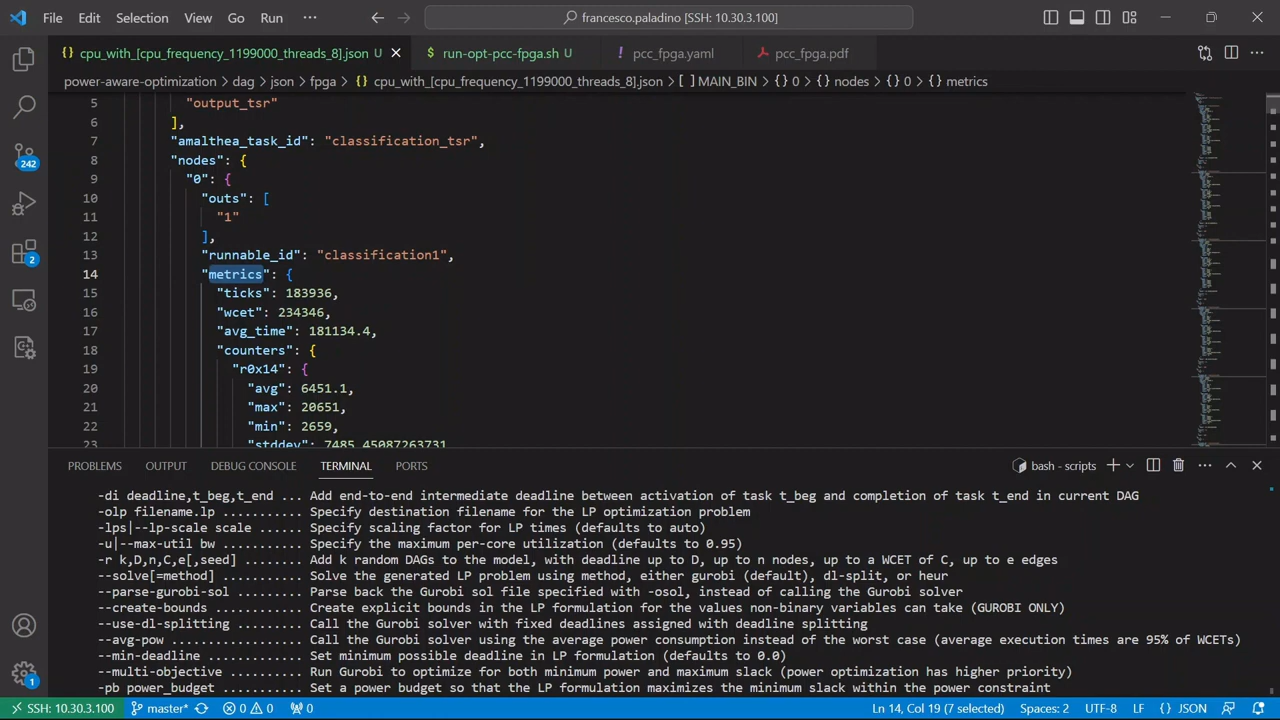 File Edit Selection View Go Run ··· francesco.paladino [SSH: 10.30.3.100]
{} cpu_with_[cpu_frequency_1199000_threads_8].json U $ run-opt-pcc-fpga.sh U ! pcc_fpga.yaml pcc_fpga.pdf
power-aware-optimization > dag > json > fpga > {} cpu_with_[cpu_frequency_1199000_threads_8].json > [ ] MAIN_BIN > {} 0 > {} nodes > {} 0 > {} metrics
5 "output_tsr"
6 ],
7 "amalthea_task_id": "classification_tsr",
8 "nodes": {
9 "0": {
10 "outs": [
11 "1"
12 ],
13 "runnable_id": "classification1",
14 "metrics": {
15 "ticks": 183936,
16 "wcet": 234346,
17 "avg_time": 181134.4,
18 "counters": {
19 "r0x14": {
20 "avg": 6451.1,
21 "max": 20651,
22 "min": 2659,
23 "stddev": 7485.45087263731
242
2
PROBLEMS OUTPUT DEBUG CONSOLE TERMINAL PORTS bash - scripts
-di deadline,t_beg,t_end ... Add end-to-end intermediate deadline between activation of task t_beg and completion of task t_end in current DAG
-olp filename.lp .......... Specify destination filename for the LP optimization problem
-lps|--lp-scale scale ...... Specify scaling factor for LP times (defaults to auto)
-u|--max-util bw .......... Specify the maximum per-core utilization (defaults to 0.95)
-r k,D,n,C,e[,seed] ....... Add k random DAGs to the model, with deadline up to D, up to n nodes, up to a WCET of C, up to e edges
--solve[=method] .......... Solve the generated LP problem using method, either gurobi (default), dl-split, or heur
--parse-gurobi-sol ........ Parse back the Gurobi sol file specified with -osol, instead of calling the Gurobi solver
--create-bounds ........... Create explicit bounds in the LP formulation for the values non-binary variables can take (GUROBI ONLY)
--use-dl-splitting ......... Call the Gurobi solver with fixed deadlines assigned with deadline splitting
--avg-pow ................. Call the Gurobi solver using the average power consumption instead of the worst case (average execution times are 95% of WCETs)
--min-deadline ............ Set minimum possible deadline in LP formulation (defaults to 0.0)
--multi-objective .......... Run Gurobi to optimize for both minimum power and maximum slack (power optimization has higher priority)
-pb power_budget ........... Set a power budget so that the LP formulation maximizes the minimum slack within the power constraint
1
SSH: 10.30.3.100 master* 0 0 0 Ln 14, Col 19 (7 selected) Spaces: 2 UTF-8 LF {} JSON